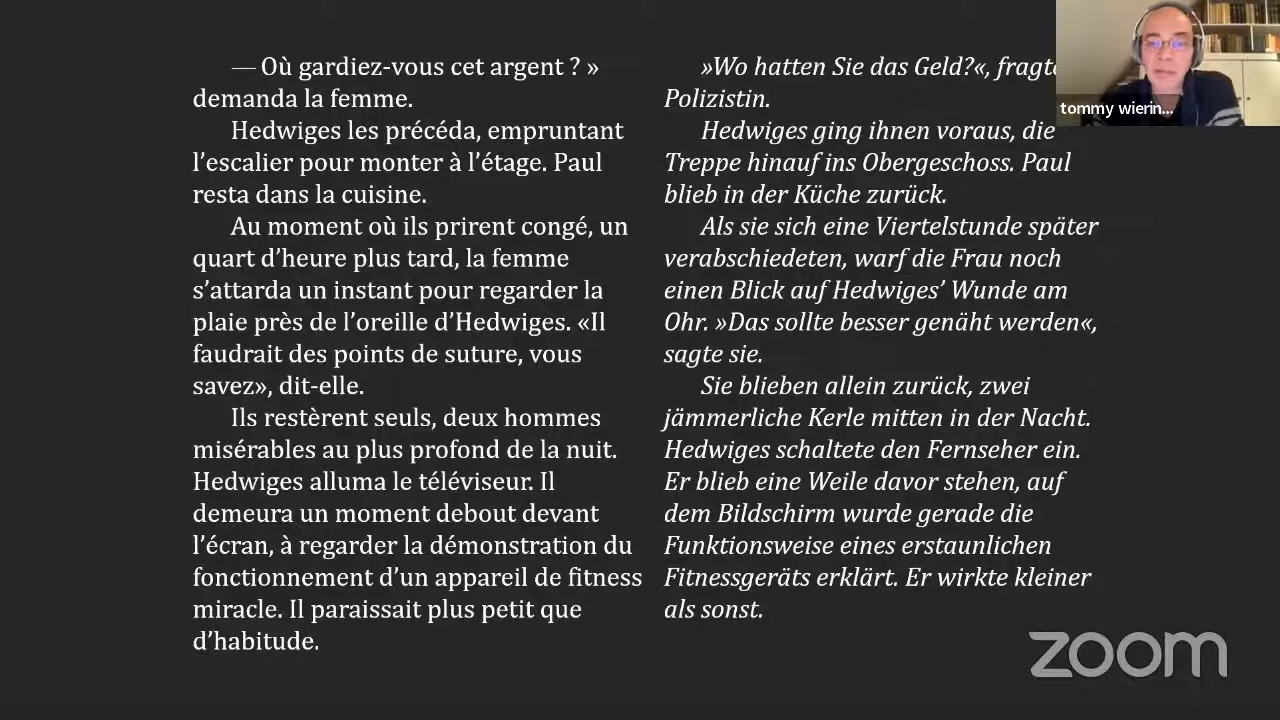 — Où gardiez-vous cet argent ? »
demanda la femme.
Hedwiges les précéda, empruntant
l’escalier pour monter à l’étage. Paul
resta dans la cuisine.
Au moment où ils prirent congé, un
quart d’heure plus tard, la femme
s’attarda un instant pour regarder la
plaie près de l’oreille d’Hedwiges. «Il
faudrait des points de suture, vous
savez», dit-elle.
Ils restèrent seuls, deux hommes
misérables au plus profond de la nuit.
Hedwiges alluma le téléviseur. Il
demeura un moment debout devant
l’écran, à regarder la démonstration du
fonctionnement d’un appareil de fitness
miracle. Il paraissait plus petit que
d’habitude.
»Wo hatten Sie das Geld?«, fragte
Polizistin.
Hedwiges ging ihnen voraus, die
Treppe hinauf ins Obergeschoss. Paul
blieb in der Küche zurück.
Als sie sich eine Viertelstunde später
verabschiedeten, warf die Frau noch
einen Blick auf Hedwiges’ Wunde am
Ohr. »Das sollte besser genäht werden«,
sagte sie.
Sie blieben allein zurück, zwei
jämmerliche Kerle mitten in der Nacht.
Hedwiges schaltete den Fernseher ein.
Er blieb eine Weile davor stehen, auf
dem Bildschirm wurde gerade die
Funktionsweise eines erstaunlichen
Fitnessgeräts erklärt. Er wirkte kleiner
als sonst.
tommy wierin...
zoom